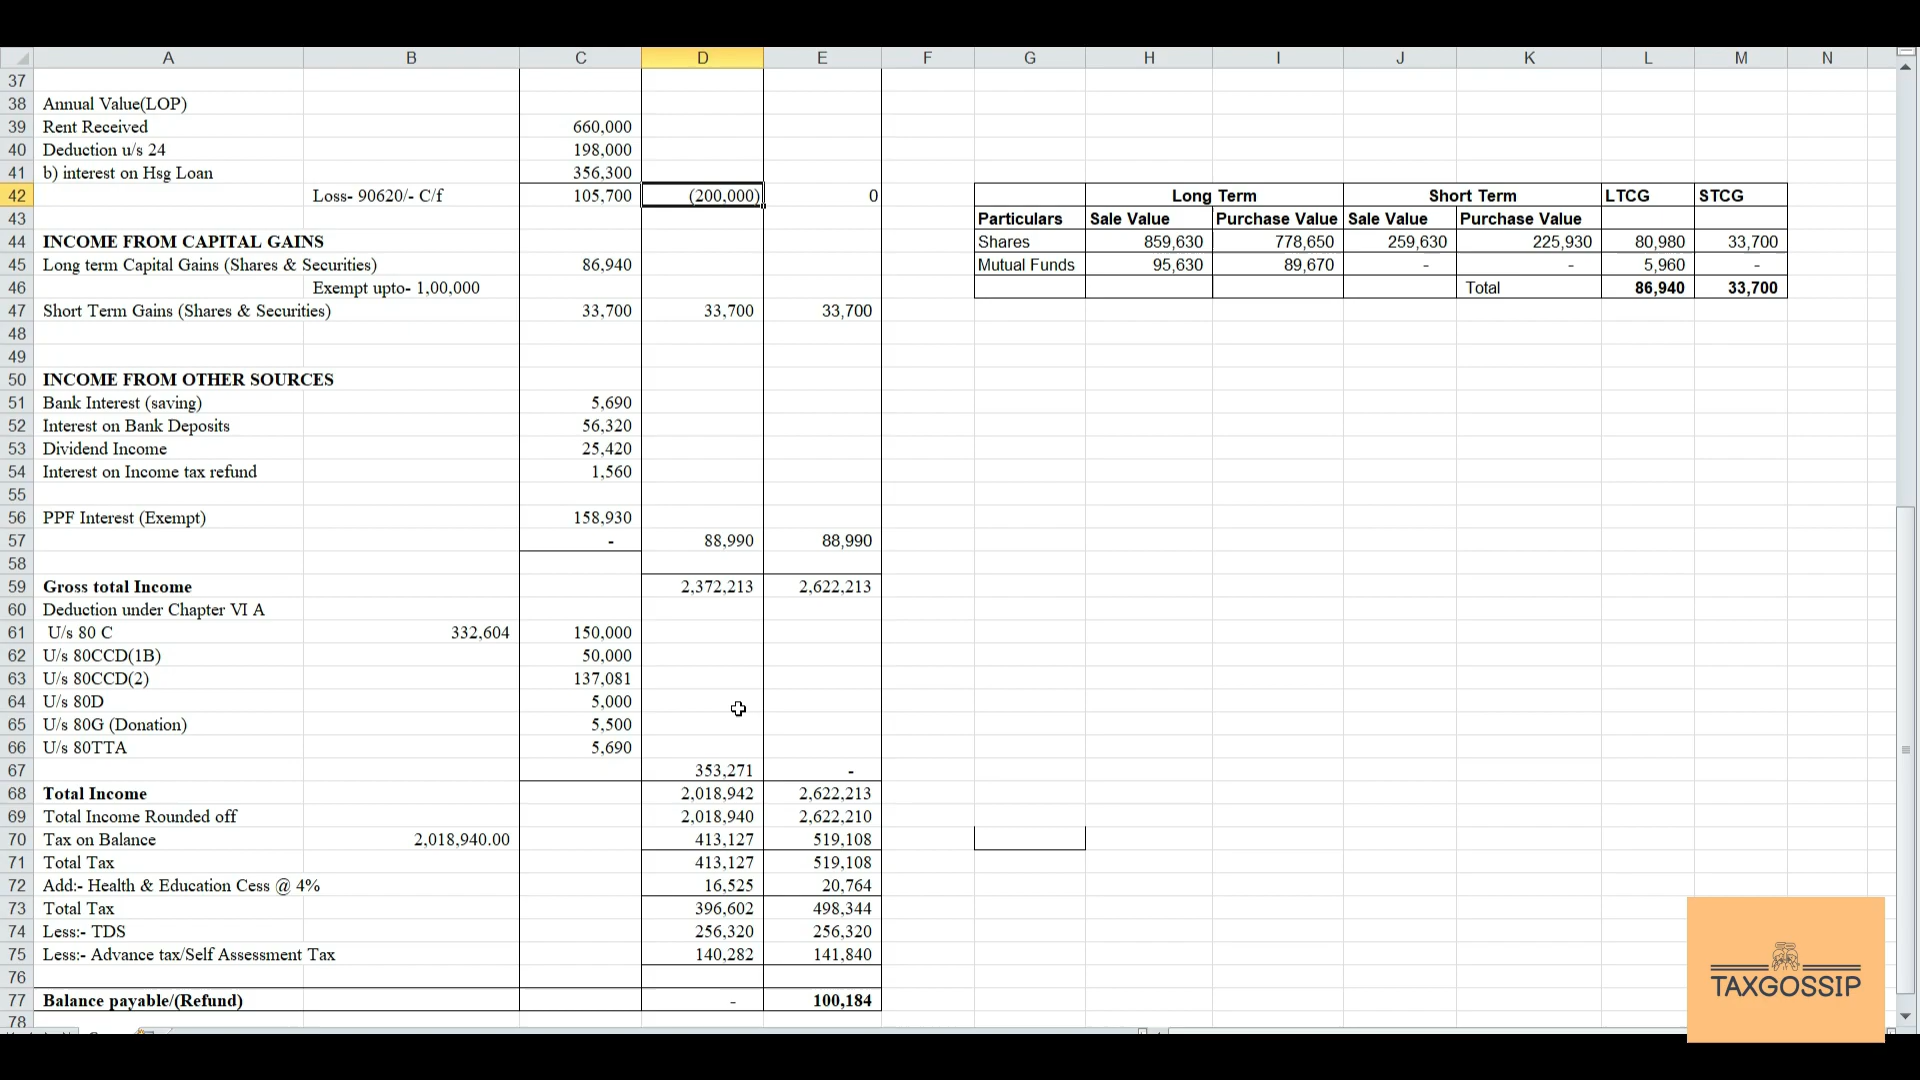 A B C D E F G H I J K L M N
37
38 Annual Value(LOP)
39 Rent Received 660,000
40 Deduction u/s 24 198,000
41 b) interest on Hsg Loan 356,300
42 Loss- 90620/- C/f 105,700 (200,000) 0 Long Term Short Term LTCG STCG
43 Particulars Sale Value Purchase Value Sale Value Purchase Value
44 INCOME FROM CAPITAL GAINS Shares 859,630 778,650 259,630 225,930 80,980 33,700
45 Long term Capital Gains (Shares & Securities) 86,940 Mutual Funds 95,630 89,670 - - 5,960 -
46 Exempt upto- 1,00,000 Total 86,940 33,700
47 Short Term Gains (Shares & Securities) 33,700 33,700 33,700
48
49
50 INCOME FROM OTHER SOURCES
51 Bank Interest (saving) 5,690
52 Interest on Bank Deposits 56,320
53 Dividend Income 25,420
54 Interest on Income tax refund 1,560
55
56 PPF Interest (Exempt) 158,930
57 - 88,990 88,990
58
59 Gross total Income 2,372,213 2,622,213
60 Deduction under Chapter VI A
61 U/s 80 C 332,604 150,000
62 U/s 80CCD(1B) 50,000
63 U/s 80CCD(2) 137,081
64 U/s 80D 5,000
65 U/s 80G (Donation) 5,500
66 U/s 80TTA 5,690
67 353,271 -
68 Total Income 2,018,942 2,622,213
69 Total Income Rounded off 2,018,940 2,622,210
70 Tax on Balance 2,018,940.00 413,127 519,108
71 Total Tax 413,127 519,108
72 Add:- Health & Education Cess @ 4% 16,525 20,764
73 Total Tax 396,602 498,344
74 Less:- TDS 256,320 256,320
75 Less:- Advance tax/Self Assessment Tax 140,282 141,840
76
77 Balance payable/(Refund) - 100,184
78
TAXGOSSIP